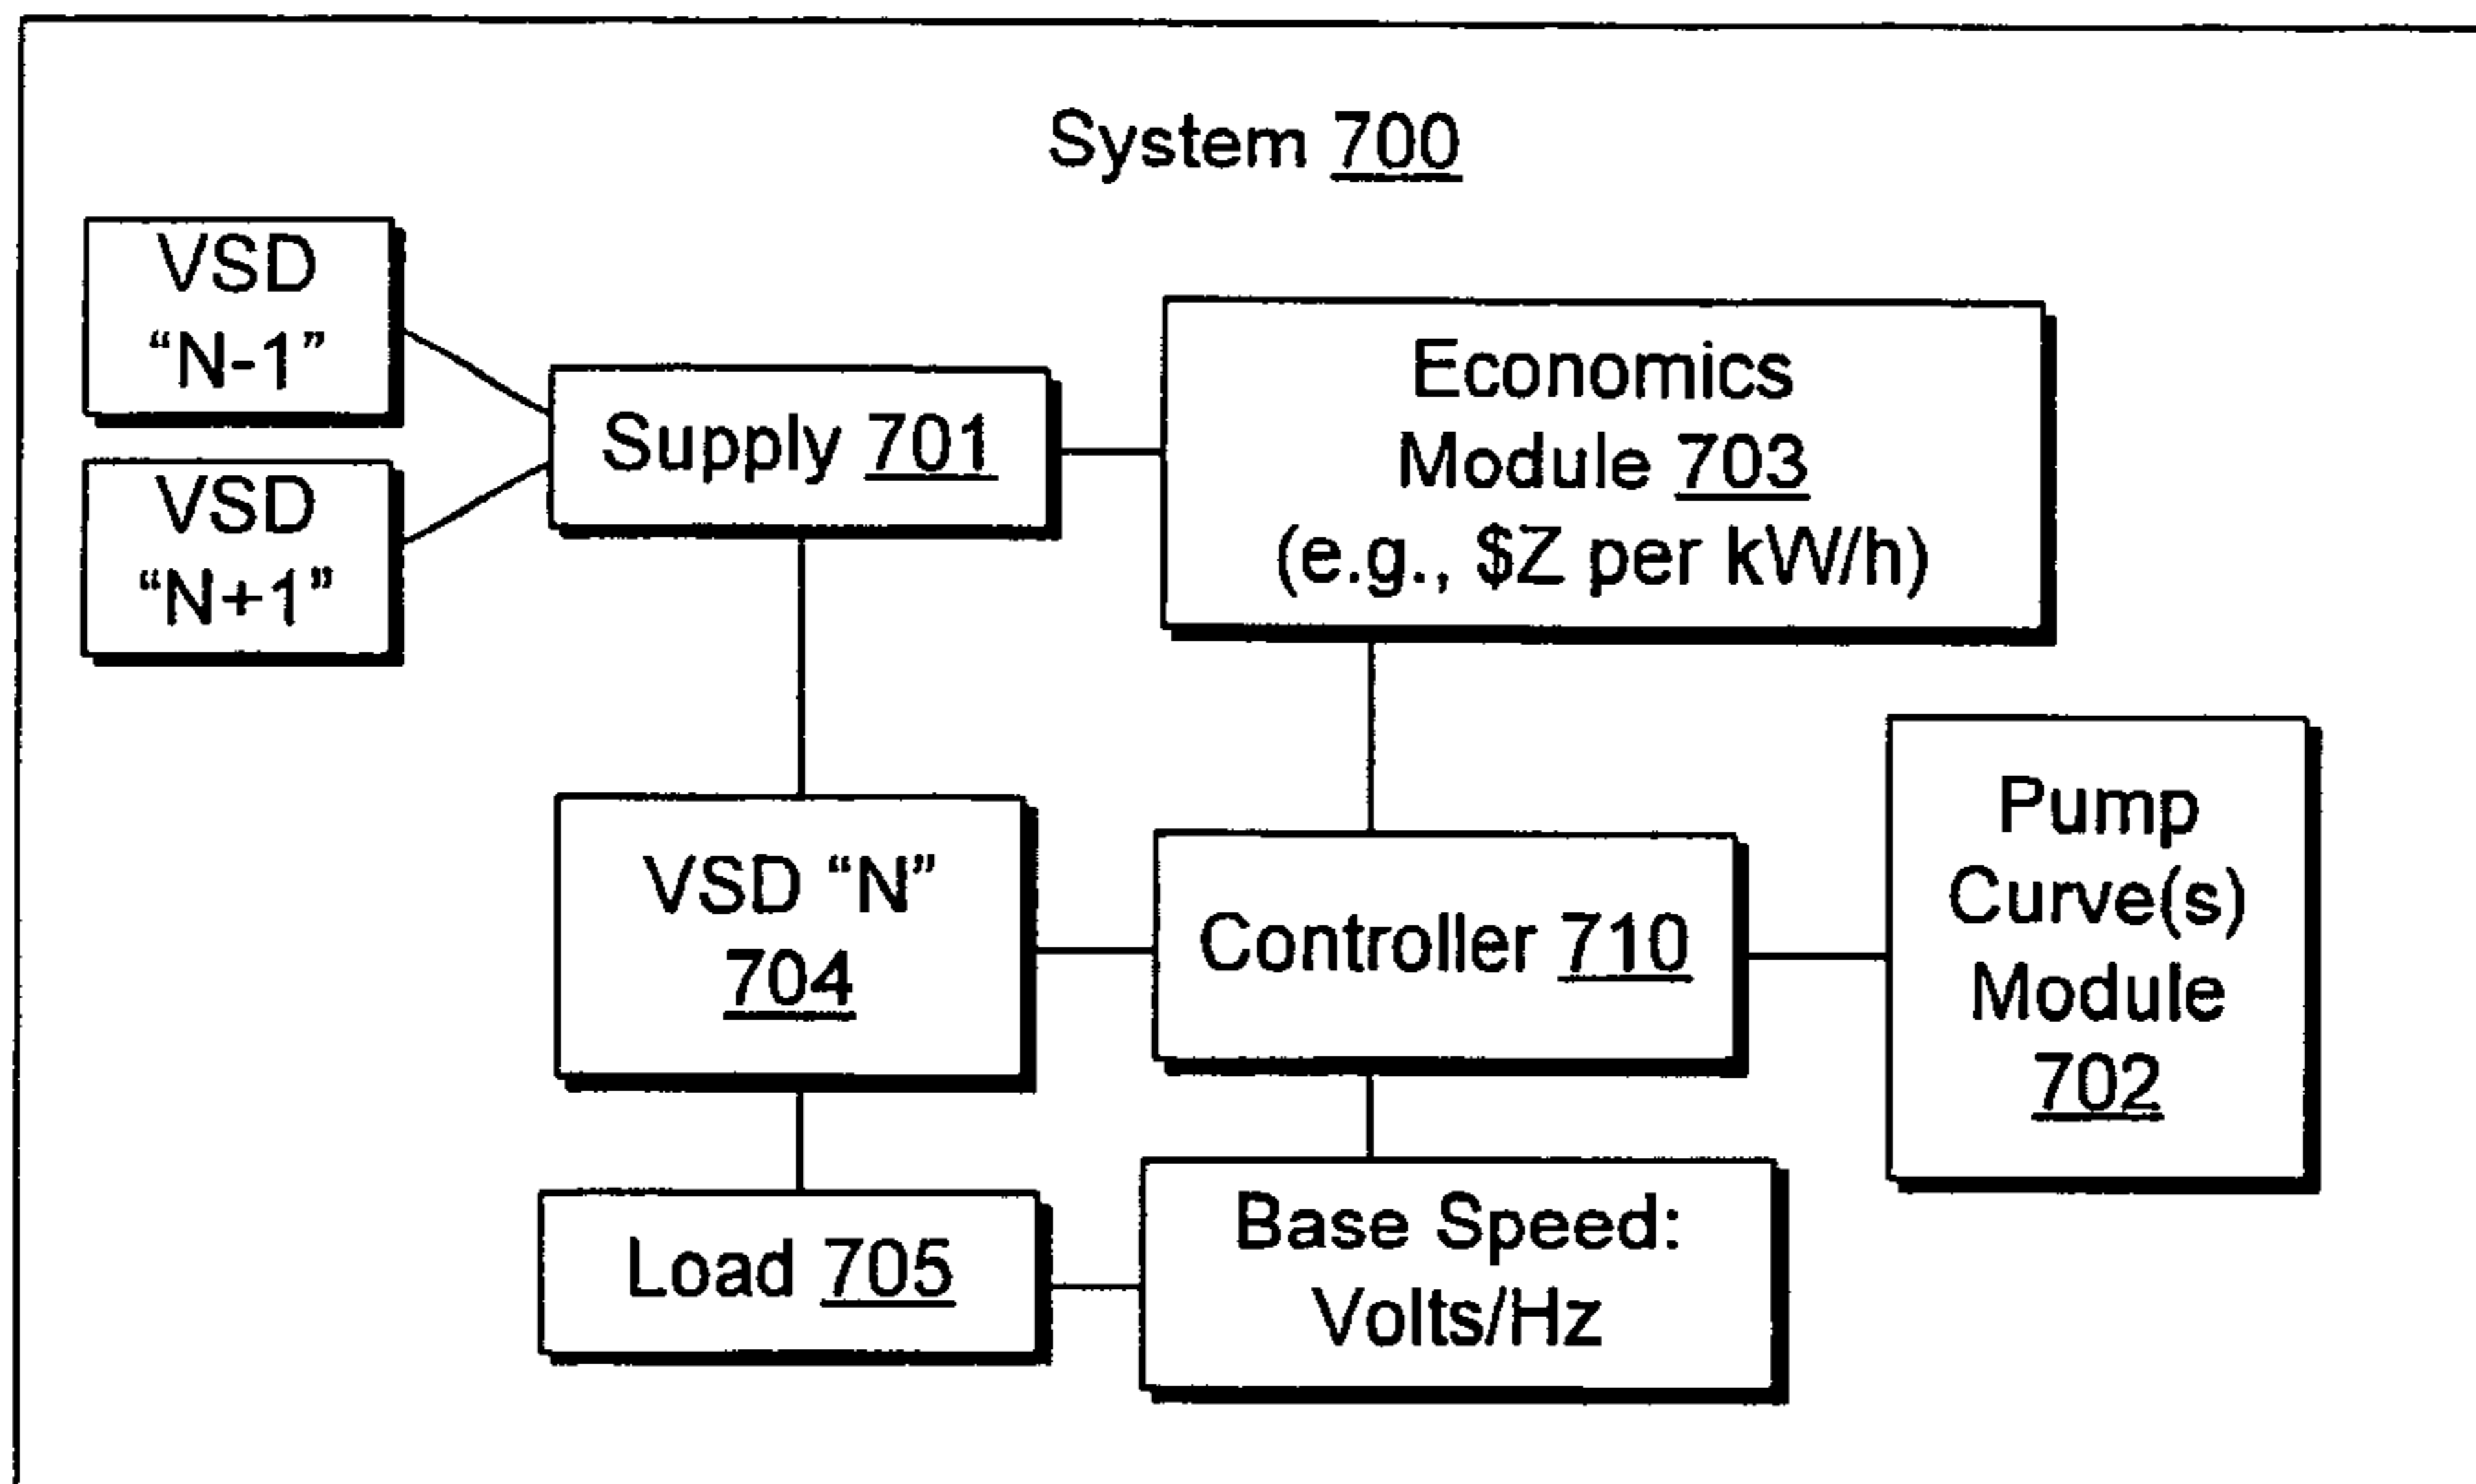 System 700
VSD
“N-1”
VSD
“N+1”
Supply 701
Economics
Module 703
(e.g., $Z per kW/h)
VSD “N”
704
Controller 710
Pump
Curve(s)
Module
702
Load 705
Base Speed:
Volts/Hz